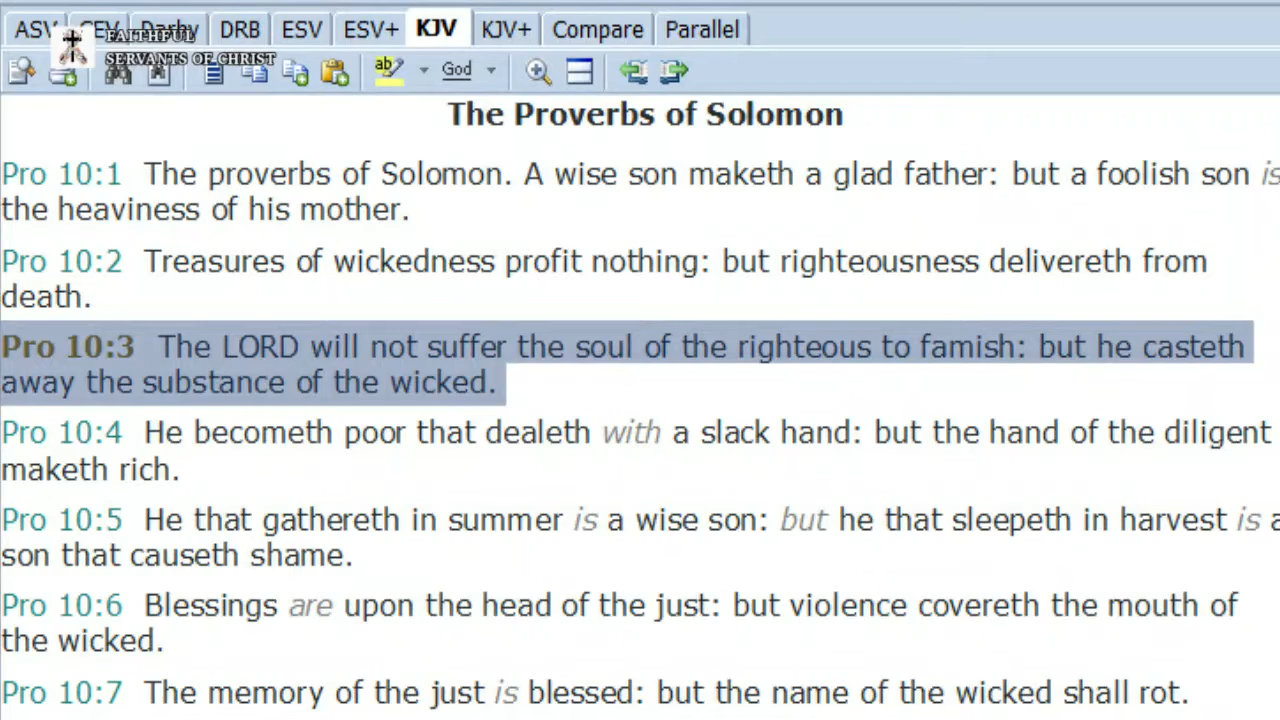 ASV CEV Darby DRB ESV ESV+ KJV KJV+ Compare Parallel
FAITHFUL
SERVANTS OF CHRIST
ab God
The Proverbs of Solomon
Pro 10:1 The proverbs of Solomon. A wise son maketh a glad father: but a foolish son is
the heaviness of his mother.
Pro 10:2 Treasures of wickedness profit nothing: but righteousness delivereth from
death.
Pro 10:3 The LORD will not suffer the soul of the righteous to famish: but he casteth
away the substance of the wicked.
Pro 10:4 He becometh poor that dealeth with a slack hand: but the hand of the diligent
maketh rich.
Pro 10:5 He that gathereth in summer is a wise son: but he that sleepeth in harvest is a
son that causeth shame.
Pro 10:6 Blessings are upon the head of the just: but violence covereth the mouth of
the wicked.
Pro 10:7 The memory of the just is blessed: but the name of the wicked shall rot.